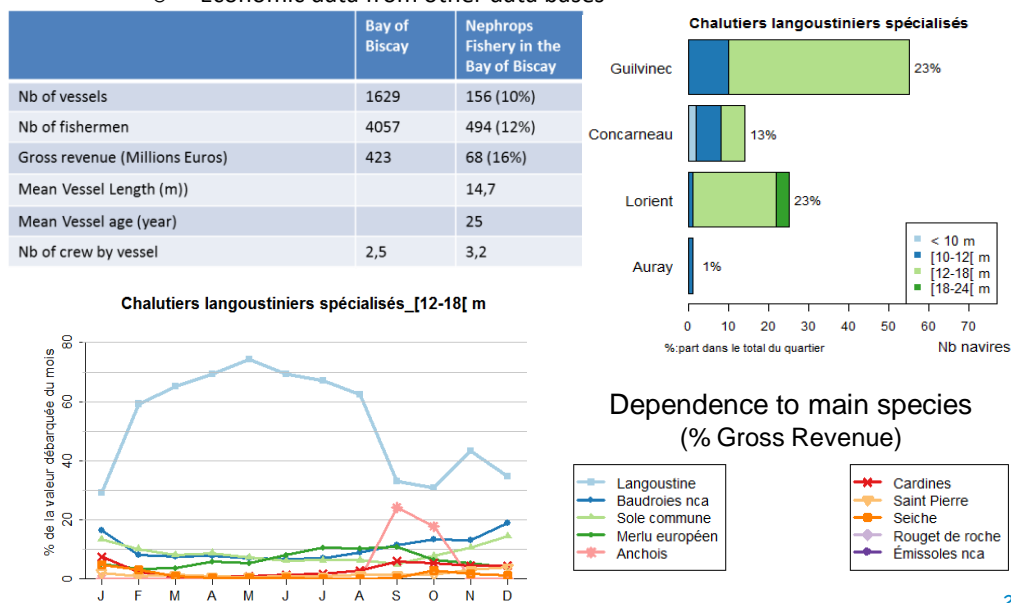 ○ Economic data from other data bases
Bay of Biscay Nephrops Fishery in the Bay of Biscay
Nb of vessels 1629 156 (10%)
Nb of fishermen 4057 494 (12%)
Gross revenue (Millions Euros) 423 68 (16%)
Mean Vessel Length (m)) 14,7
Mean Vessel age (year) 25
Nb of crew by vessel 2,5 3,2
Chalutiers langoustiniers spécialisés
Guilvinec 23%
Concarneau 13%
Lorient 23%
Auray 1%
< 10 m
[10-12[ m
[12-18[ m
[18-24[ m
0 10 20 30 40 50 60 70
%:part dans le total du quartier Nb navires
Chalutiers langoustiniers spécialisés_[12-18[ m
% de la valeur débarquée du mois
80
60
40
20
0
J F M A M J J A S O N D
Dependence to main species
(% Gross Revenue)
Langoustine
Baudroies nca
Sole commune
Merlu européen
Anchois
Cardines
Saint Pierre
Seiche
Rouget de roche
Émissoles nca